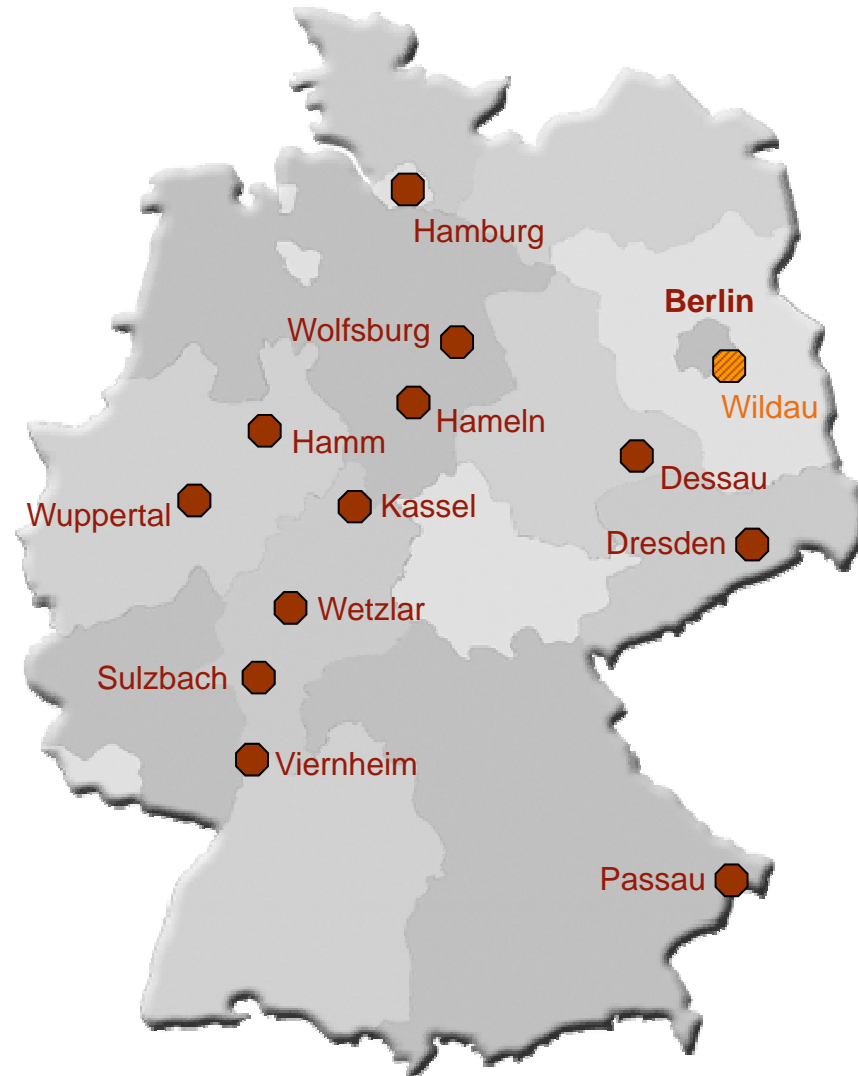 Hamburg
Berlin
Wolfsburg
Wildau
Hameln
Hamm
Dessau
Kassel
Wuppertal
Dresden
Wetzlar
Sulzbach
Viernheim
Passau